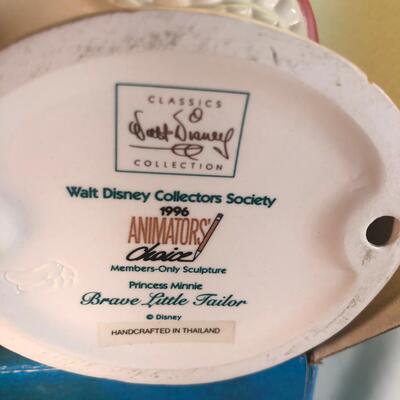 CLASSICS
Walt Disney
COLLECTION
Walt Disney Collectors Society
1996
ANIMATORS'
Choice
Members-Only Sculpture
Princess Minnie
Brave Little Tailor
© Disney
HANDCRAFTED IN THAILAND